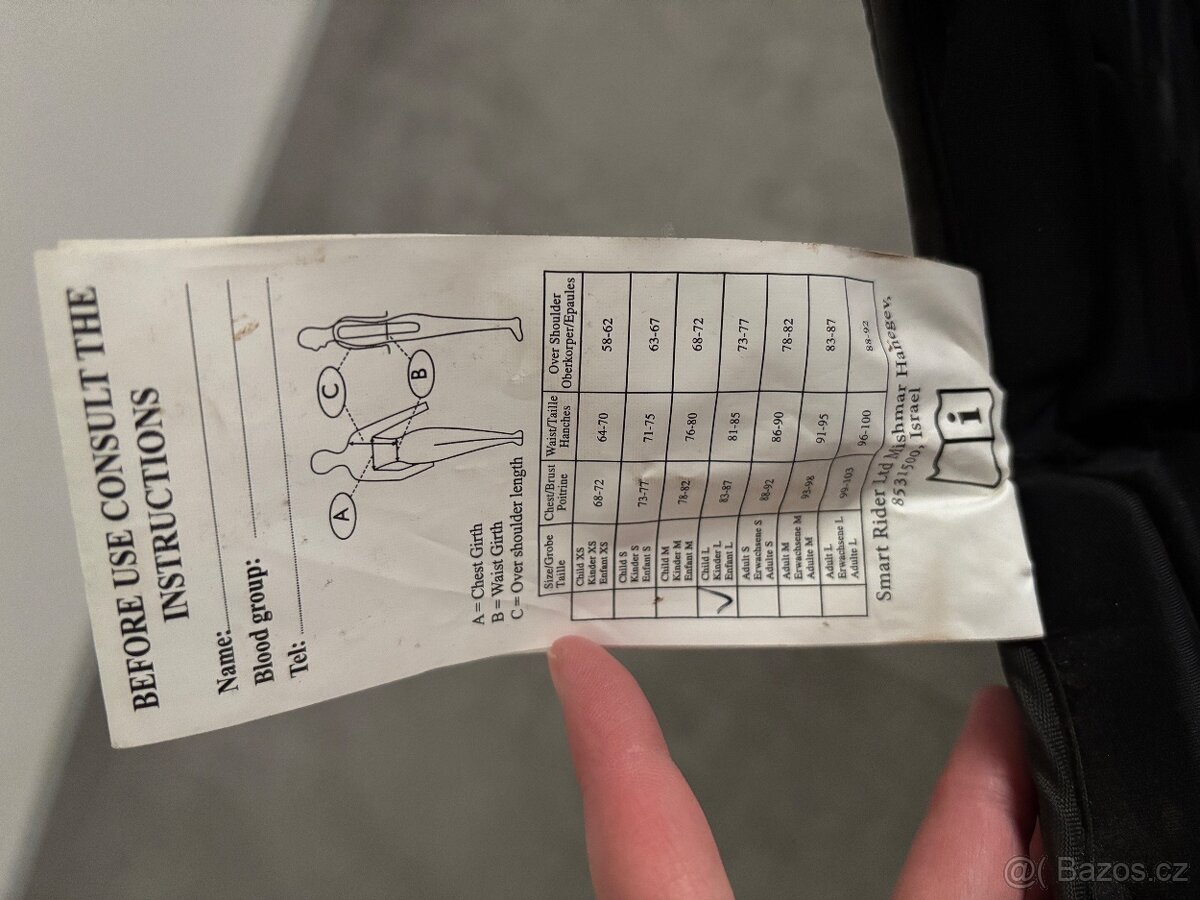 BEFORE USE CONSULT THE
INSTRUCTIONS
Name:
Blood group:
Tel:
A
C
B
A = Chest Girth
B = Waist Girth
C = Over shoulder length
Size/Grobe Taille Chest/Brust Poitrine Waist/Taille Hanches Over Shoulder Oberkorper/Epaules
Child XS Kinder XS Enfant XS 68-72 64-70 58-62
Child S Kinder S Enfant S 73-77 71-75 63-67
Child M Kinder M Enfant M 78-82 76-80 68-72
✓ Child L Kinder L Enfant L 83-87 81-85 73-77
Adult S Erwachsene S Adulte S 88-92 86-90 78-82
Adult M Erwachsene M Adulte M 93-98 91-95 83-87
Adult L Erwachsene L Adulte L 99-103 96-100 88-92
Smart Rider Ltd Mishmar Hanegev,
8531500, Israel
i
@( Bazos.cz